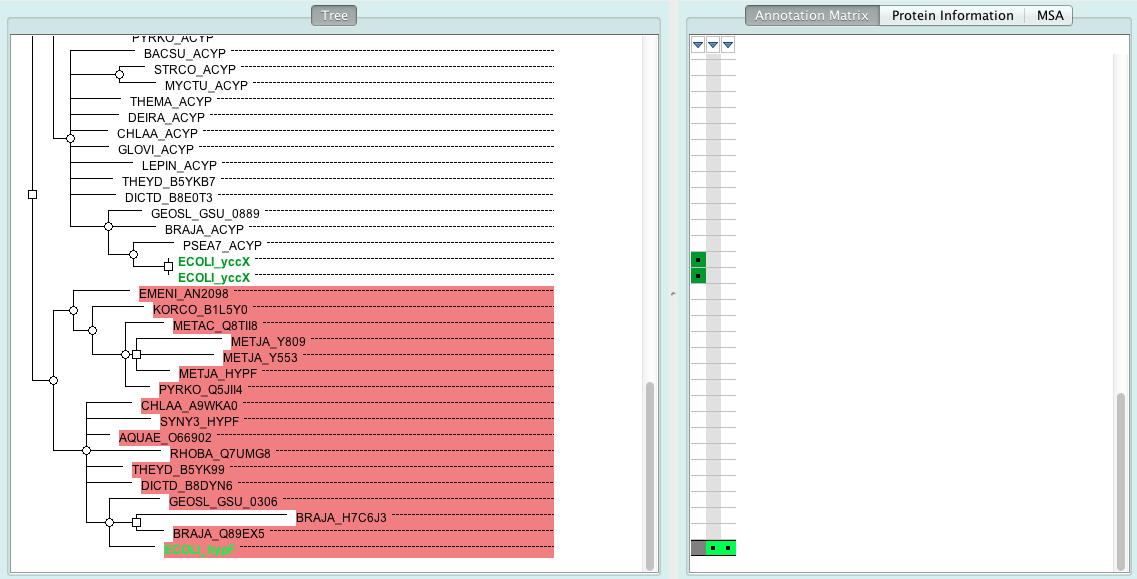 Tree
Annotation Matrix
Protein Information
MSA
PYRKO_ACYP
BACSU_ACYP
STRCO_ACYP
MYCTU_ACYP
THEMA_ACYP
DEIRA_ACYP
CHLAA_ACYP
GLOVI_ACYP
LEPIN_ACYP
THEYD_B5YKB7
DICTD_B8E0T3
GEOSL_GSU_0889
BRAJA_ACYP
PSEA7_ACYP
ECOLI_yccX
ECOLI_yccX
EMENI_AN2098
KORCO_B1L5Y0
METAC_Q8TII8
METJA_Y809
METJA_Y553
METJA_HYPF
PYRKO_Q5JII4
CHLAA_A9WKA0
SYNY3_HYPF
AQUAE_O66902
RHOBA_Q7UMG8
THEYD_B5YK99
DICTD_B8DYN6
GEOSL_GSU_0306
BRAJA_H7C6J3
BRAJA_Q89EX5
ECOLI_hypF